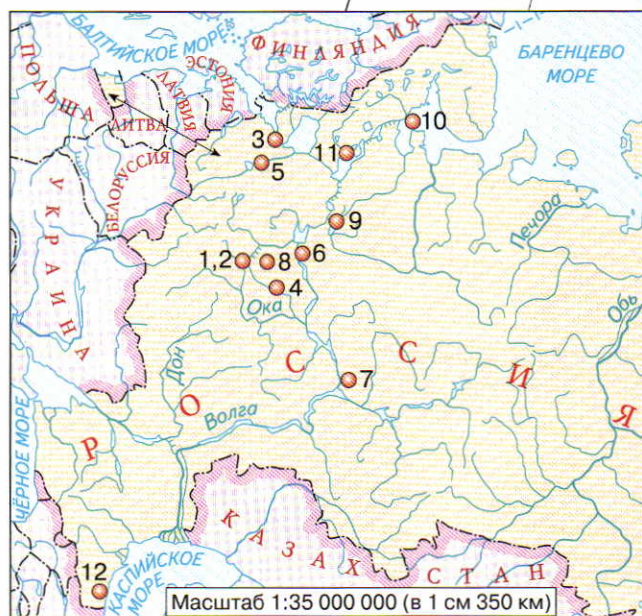 БАЛТИЙСКОЕ МОРЕ
ФИНЛЯНДИЯ
БАРЕНЦЕВО
МОРЕ
ПОЛЬША
ЛИТВА
ЛАТВИЯ
ЭСТОНИЯ
БЕЛОРУССИЯ
УКРАИНА
3
5
11
10
9
1,2
8
6
4
Ока
7
Печора
Обь
Дон
Волга
РОССИЯ
ЧЁРНОЕ МОРЕ
КАЗАХСТАН
12
КАСПИЙСКОЕ
МОРЕ
Масштаб 1:35 000 000 (в 1 см 350 км)